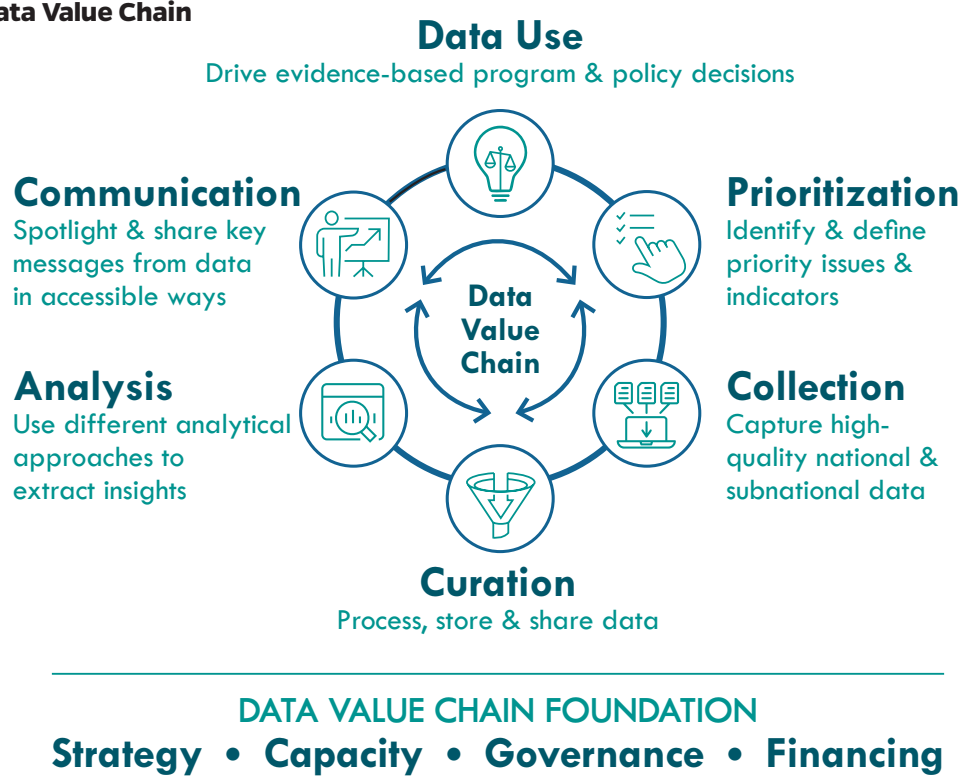 ata Value Chain
Data Use
Drive evidence-based program & policy decisions
Communication
Spotlight & share key
messages from data
in accessible ways
Prioritization
Identify & define
priority issues &
indicators
Data
Value
Chain
Analysis
Use different analytical
approaches to
extract insights
Collection
Capture high-
quality national &
subnational data
Curation
Process, store & share data
DATA VALUE CHAIN FOUNDATION
Strategy • Capacity • Governance • Financing